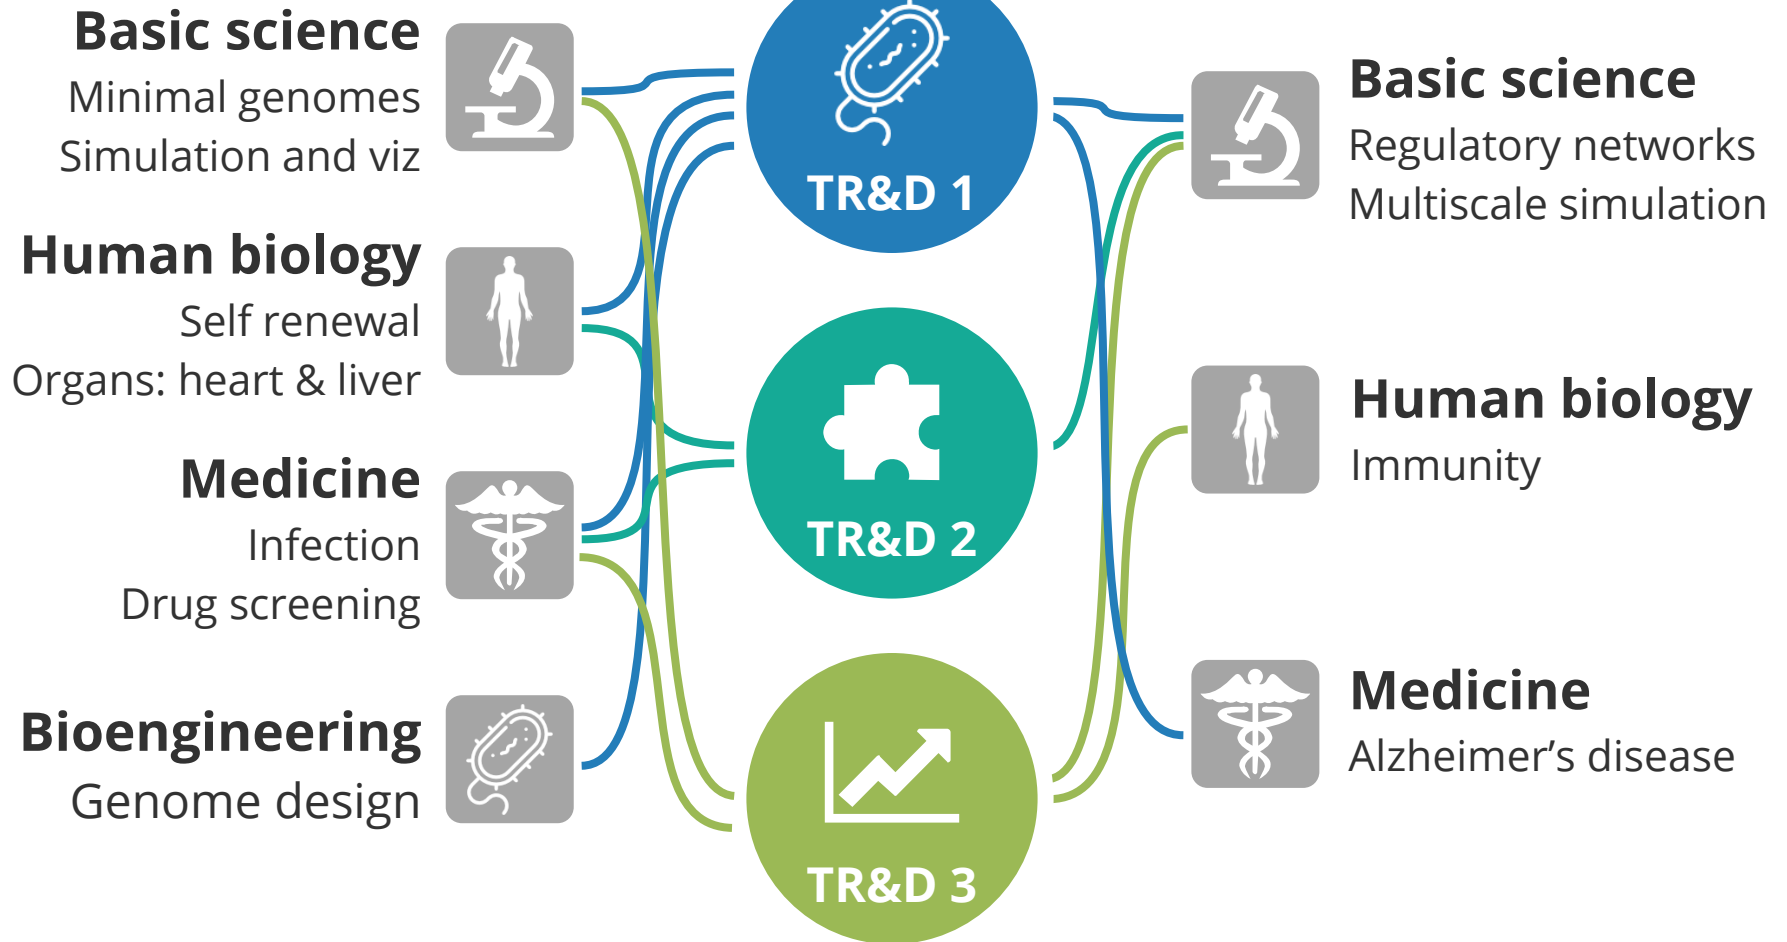 Basic science
Minimal genomes
Simulation and viz
Human biology
Self renewal
Organs: heart & liver
Medicine
Infection
Drug screening
Bioengineering
Genome design
TR&D 1
TR&D 2
TR&D 3
Basic science
Regulatory networks
Multiscale simulation
Human biology
Immunity
Medicine
Alzheimer’s disease